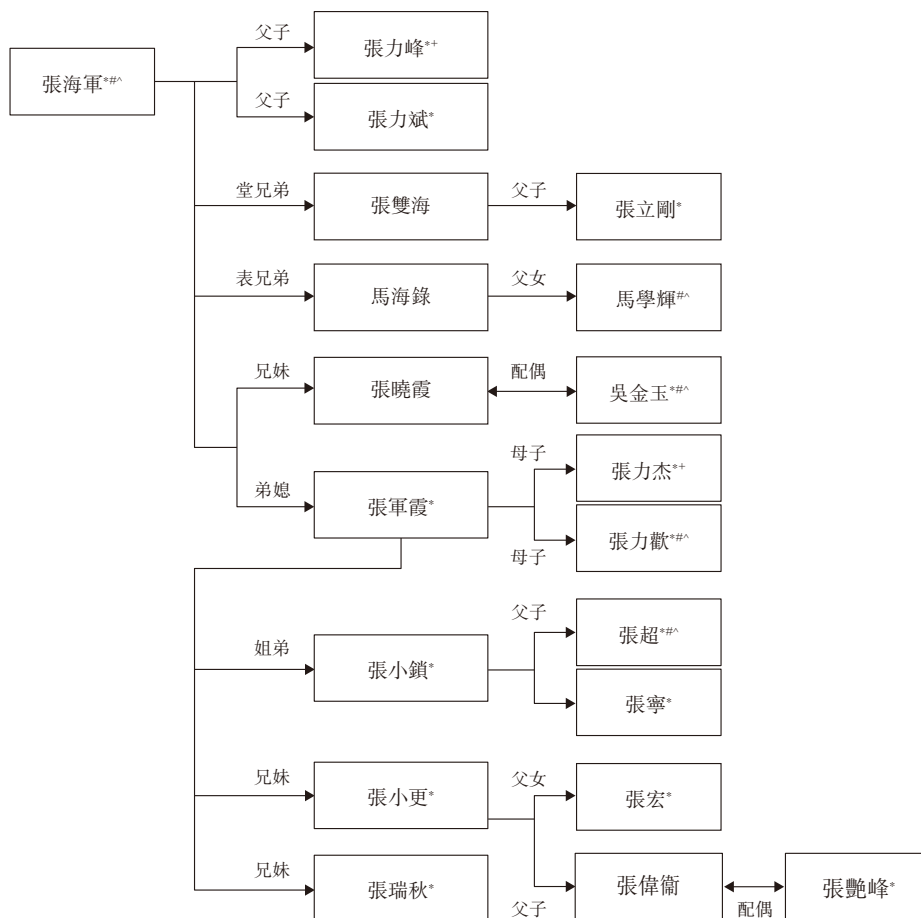 父子
張力峰*+
張海軍*#^
父子
張力斌*
堂兄弟
張雙海
父子
張立剛*
表兄弟
馬海錄
父女
馬學輝#^
兄妹
張曉霞
配偶
吳金玉*#^
母子
張力杰*+
弟媳
張軍霞*
張力歡*#^
母子
父子
張超*#^
姐弟
張小鎖*
張寧*
兄妹
張小更*
父女
張宏*
兄妹
張瑞秋*
父子
張偉衞
配偶
張艷峰*